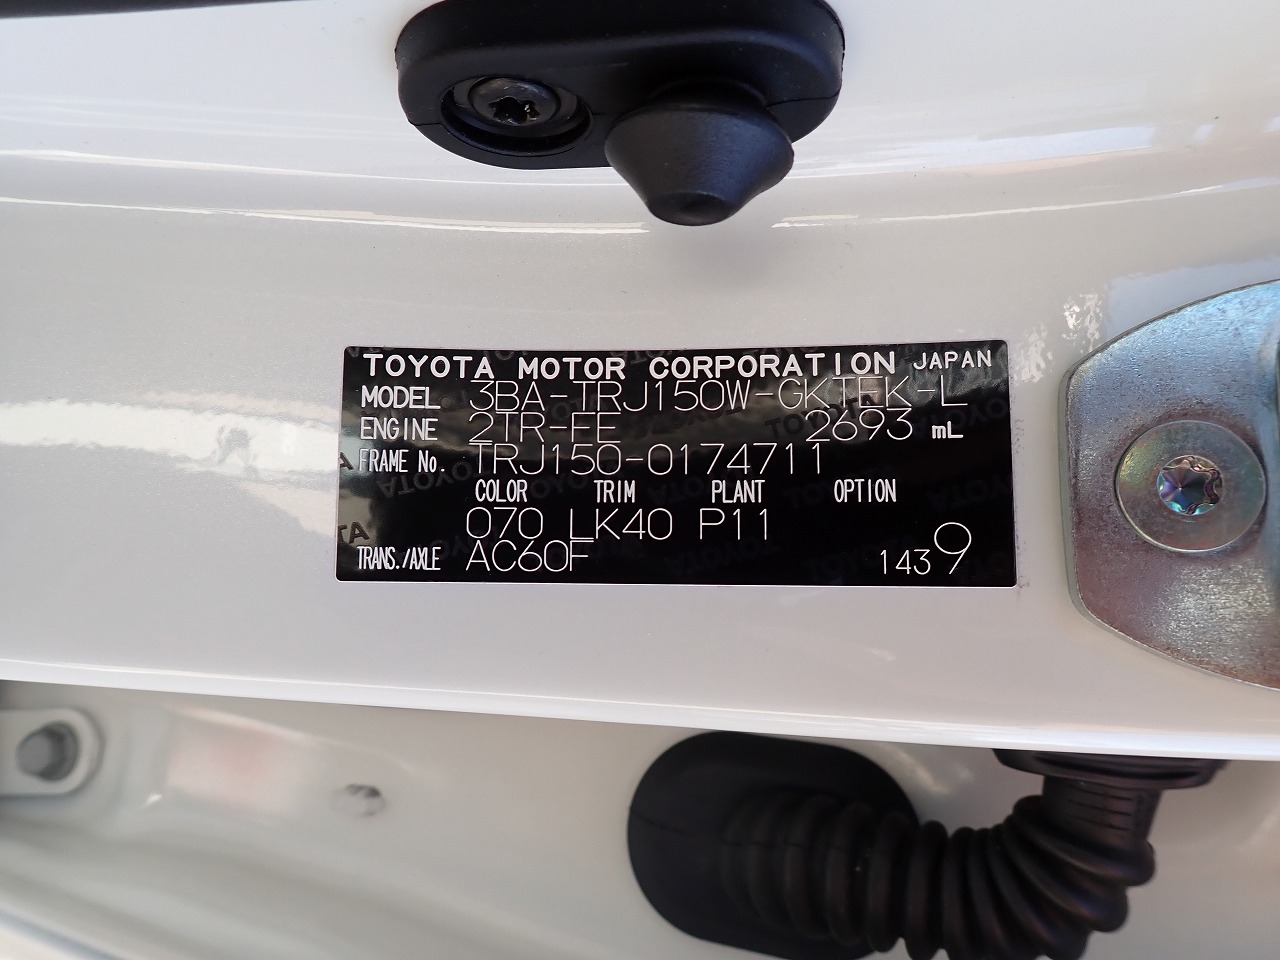 TOYOTA MOTOR CORPORATION JAPAN
MODEL 3BA-TRJ150W-GKTEK-L
ENGINE 2TR-FE 2693 mL
FRAME No. TRJ150-0174711
COLOR TRIM PLANT OPTION
070 LK40 P11
TRANS./AXLE AC60F 1439